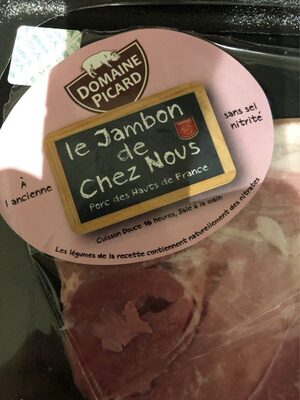 DOMAINE
PICARD
le Jambon
de
Chez Nous
Porc des Hauts de France
À
l'ancienne
sans sel
nitrité
Cuisson Douce 16 heures, Salé à la main
Les légumes de la recette contiennent naturellement des nitrates